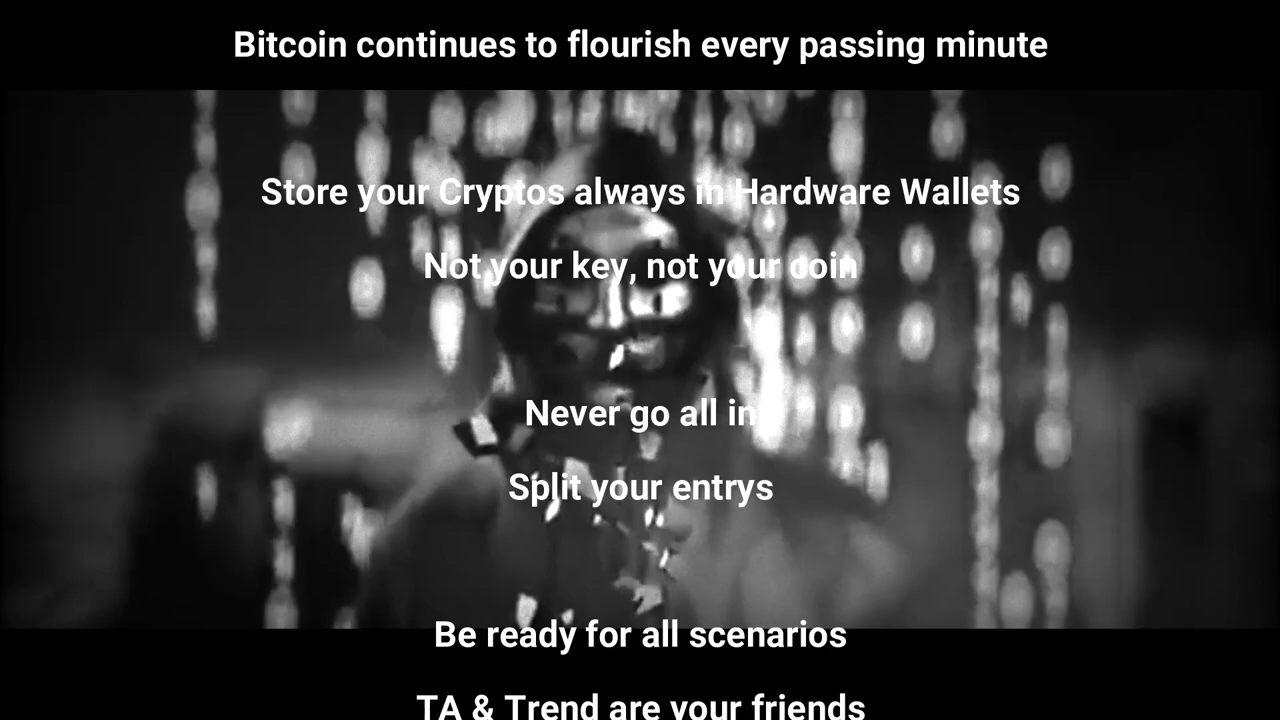 Bitcoin continues to flourish every passing minute
Store your Cryptos always in Hardware Wallets
Not your key, not your coin
Never go all in
Split your entrys
Be ready for all scenarios
TA & Trend are your friends